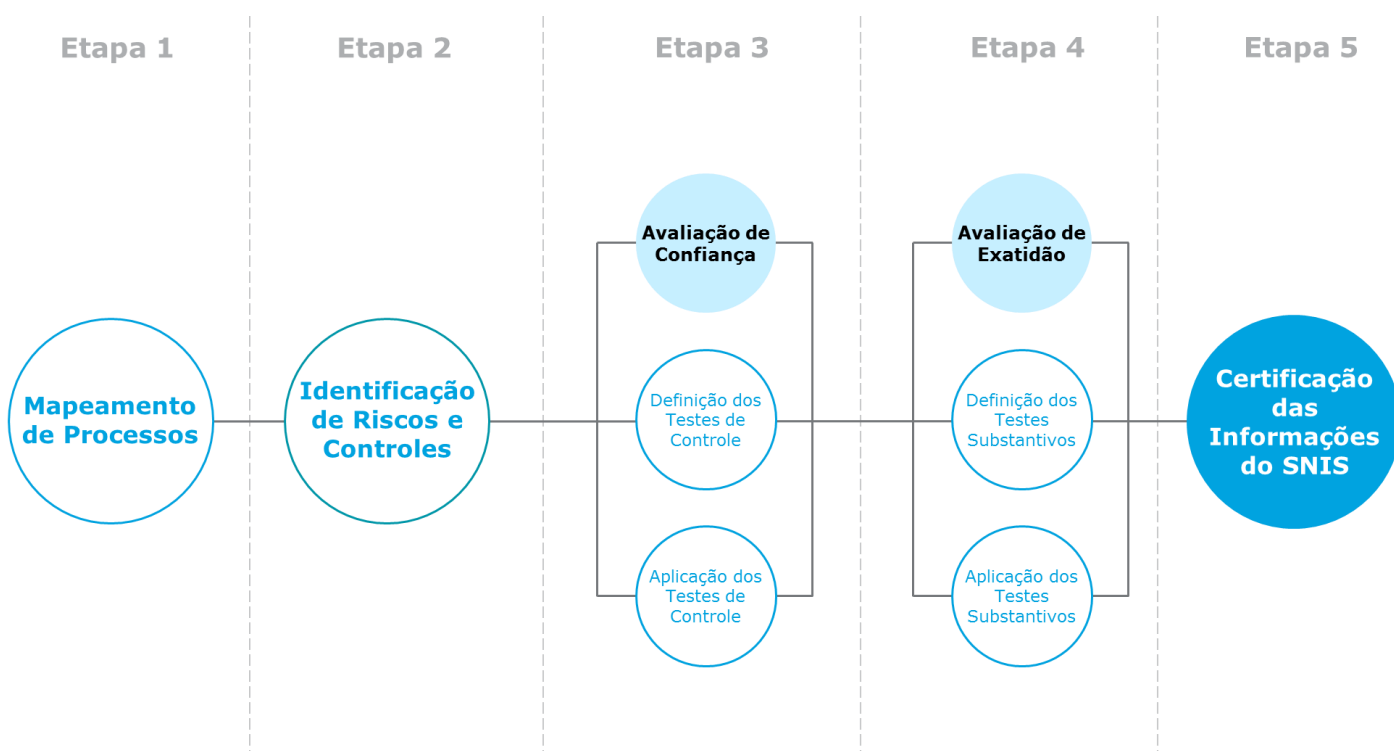 Etapa 1
Etapa 2
Etapa 3
Etapa 4
Etapa 5
Mapeamento
de Processos
Identificação
de Riscos e
Controles
Avaliação de
Confiança
Definição dos
Testes de
Controle
Aplicação dos
Testes de
Controle
Avaliação de
Exatidão
Definição dos
Testes
Substantivos
Aplicação dos
Testes
Substantivos
Certificação
das
Informações
do SNIS